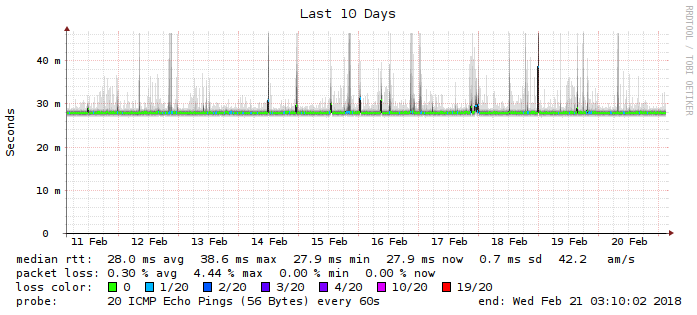 Last 10 Days
RRDTOOL / TOBI OETIKER
Seconds
40 m
30 m
20 m
10 m
0
11 Feb 12 Feb 13 Feb 14 Feb 15 Feb 16 Feb 17 Feb 18 Feb 19 Feb 20 Feb
median rtt: 28.0 ms avg 38.6 ms max 27.9 ms min 27.9 ms now 0.7 ms sd 42.2 am/s
packet loss: 0.30 % avg 4.44 % max 0.00 % min 0.00 % now
loss color: 0 1/20 2/20 3/20 4/20 10/20 19/20
probe: 20 ICMP Echo Pings (56 Bytes) every 60s end: Wed Feb 21 03:10:02 2018